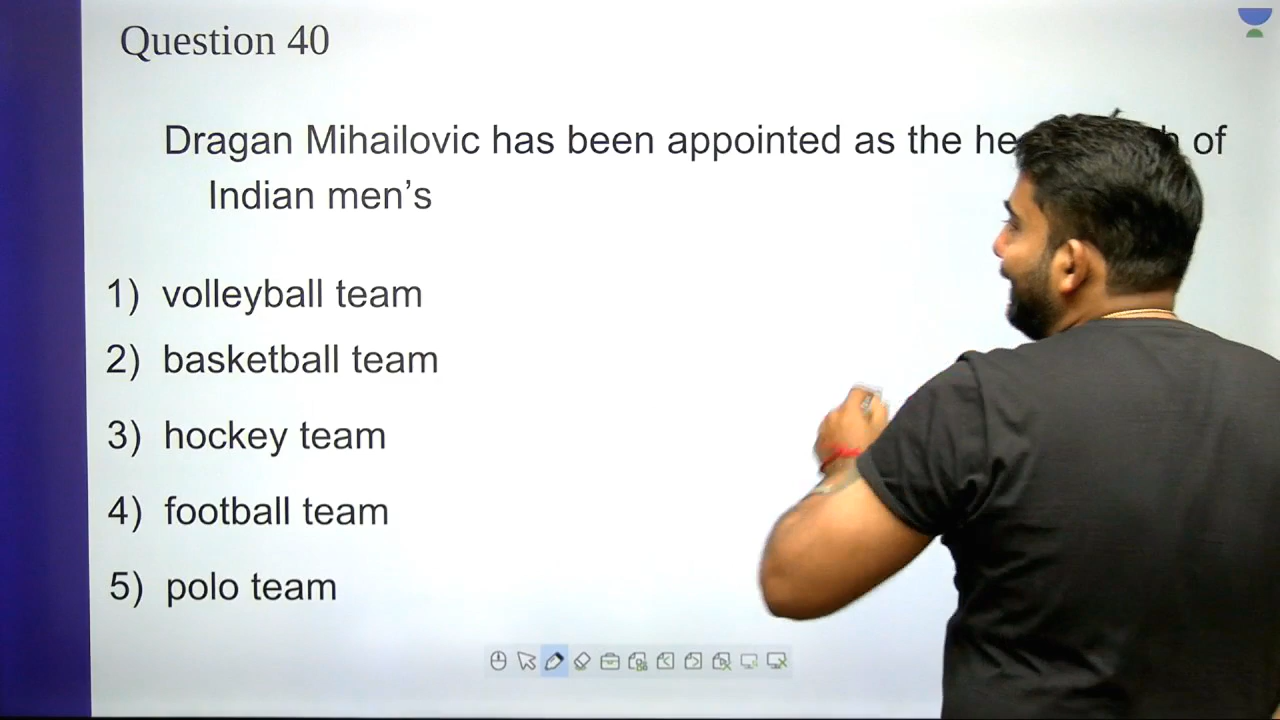 Question 40
Dragan Mihailovic has been appointed as the of
Indian men’s
1) volleyball team
2) basketball team
3) hockey team
4) football team
5) polo team